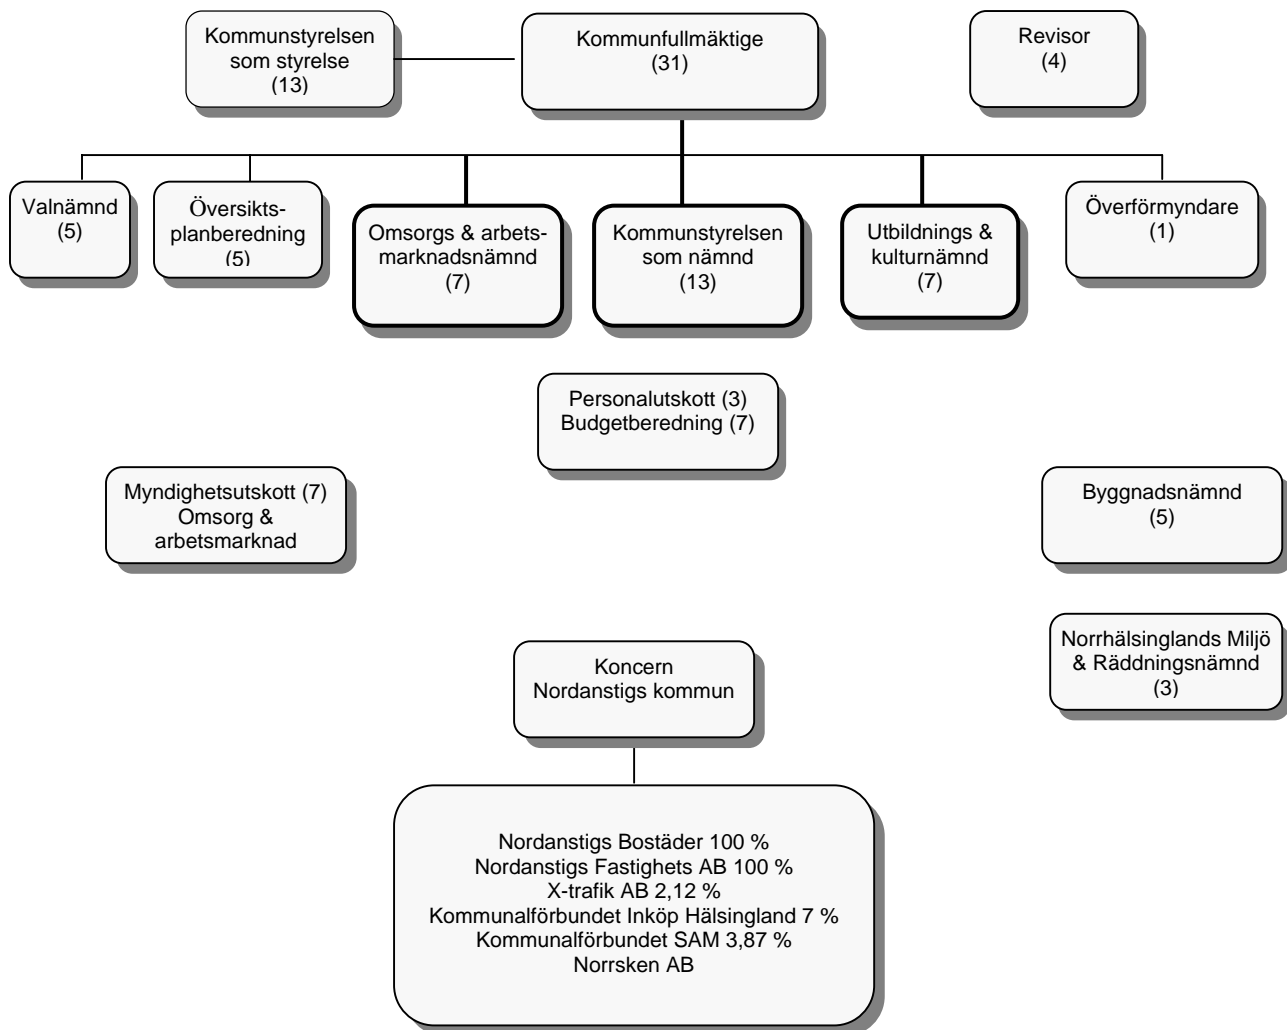 Kommunstyrelsen
som styrelse
(13)
Kommunfullmäktige
(31)
Revisor
(4)
Valnämnd
(5)
Översikts-
planberedning
(5)
Omsorgs & arbets-
marknadsnämnd
(7)
Kommunstyrelsen
som nämnd
(13)
Utbildnings &
kulturnämnd
(7)
Överförmyndare
(1)
Personalutskott (3)
Budgetberedning (7)
Myndighetsutskott (7)
Omsorg &
arbetsmarknad
Byggnadsnämnd
(5)
Norrhälsinglands Miljö
& Räddningsnämnd
(3)
Koncern
Nordanstigs kommun
Nordanstigs Bostäder 100 %
Nordanstigs Fastighets AB 100 %
X-trafik AB 2,12 %
Kommunalförbundet Inköp Hälsingland 7 %
Kommunalförbundet SAM 3,87 %
Norrsken AB